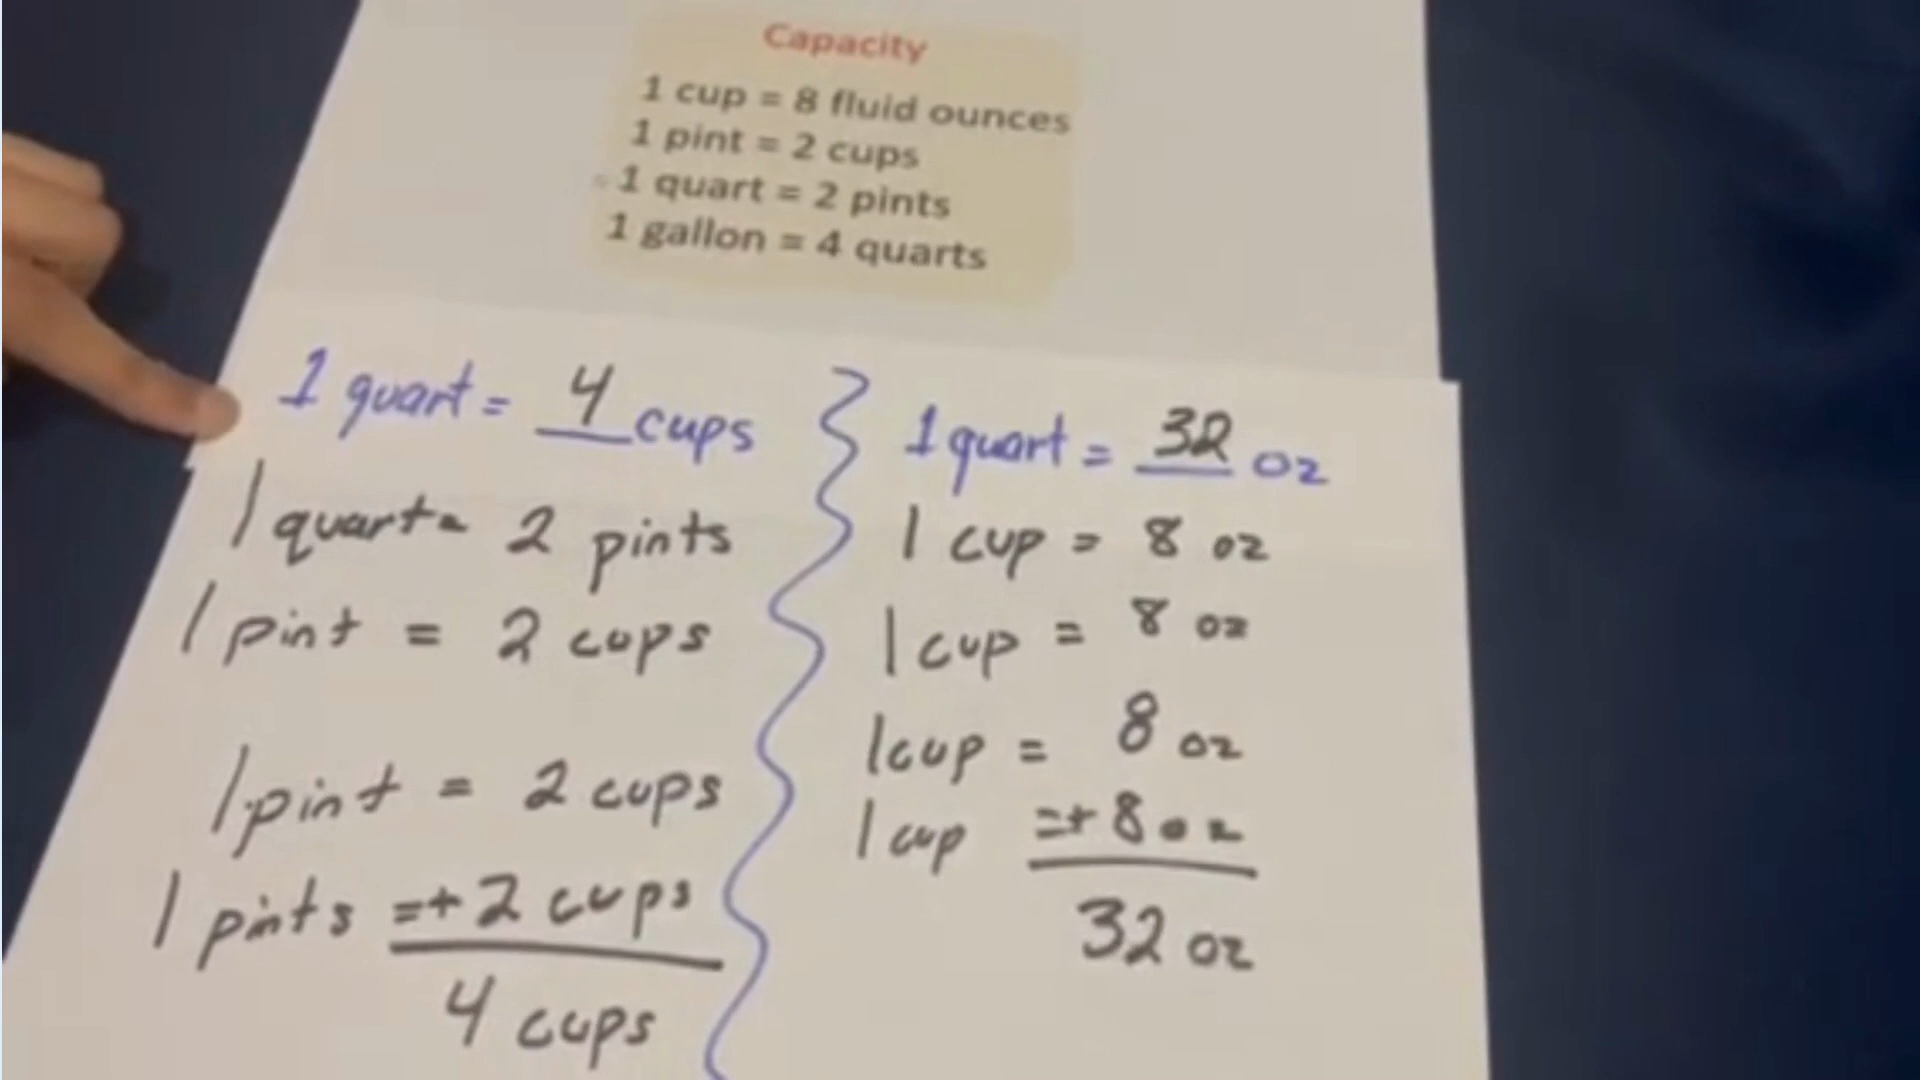 Capacity
1 cup = 8 fluid ounces
1 pint = 2 cups
1 quart = 2 pints
1 gallon = 4 quarts
1 quart = 4 cups
1 quart = 2 pints
1 pint = 2 cups
1 pint = 2 cups
1 pints =+2 cups
4 cups
1 quart = 32 oz
1 cup = 8 oz
1 cup = 8 oz
1 cup = 8 oz
1 cup =+8 oz
32 oz